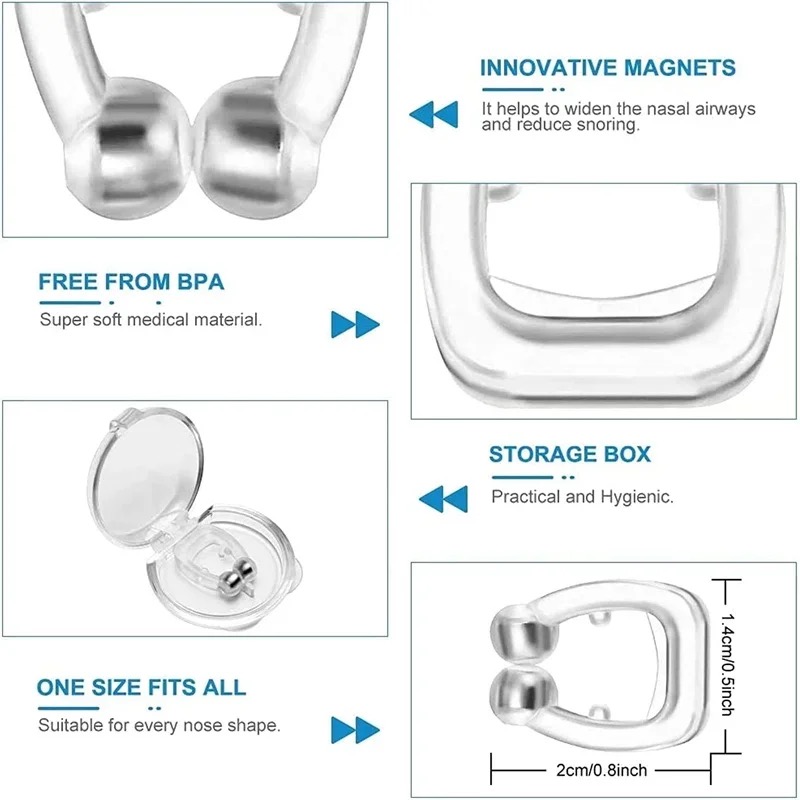 INNOVATIVE MAGNETS
It helps to widen the nasal airways
and reduce snoring.
FREE FROM BPA
Super soft medical material.
STORAGE BOX
Practical and Hygienic.
ONE SIZE FITS ALL
Suitable for every nose shape.
1.4cm/0.5inch
2cm/0.8inch